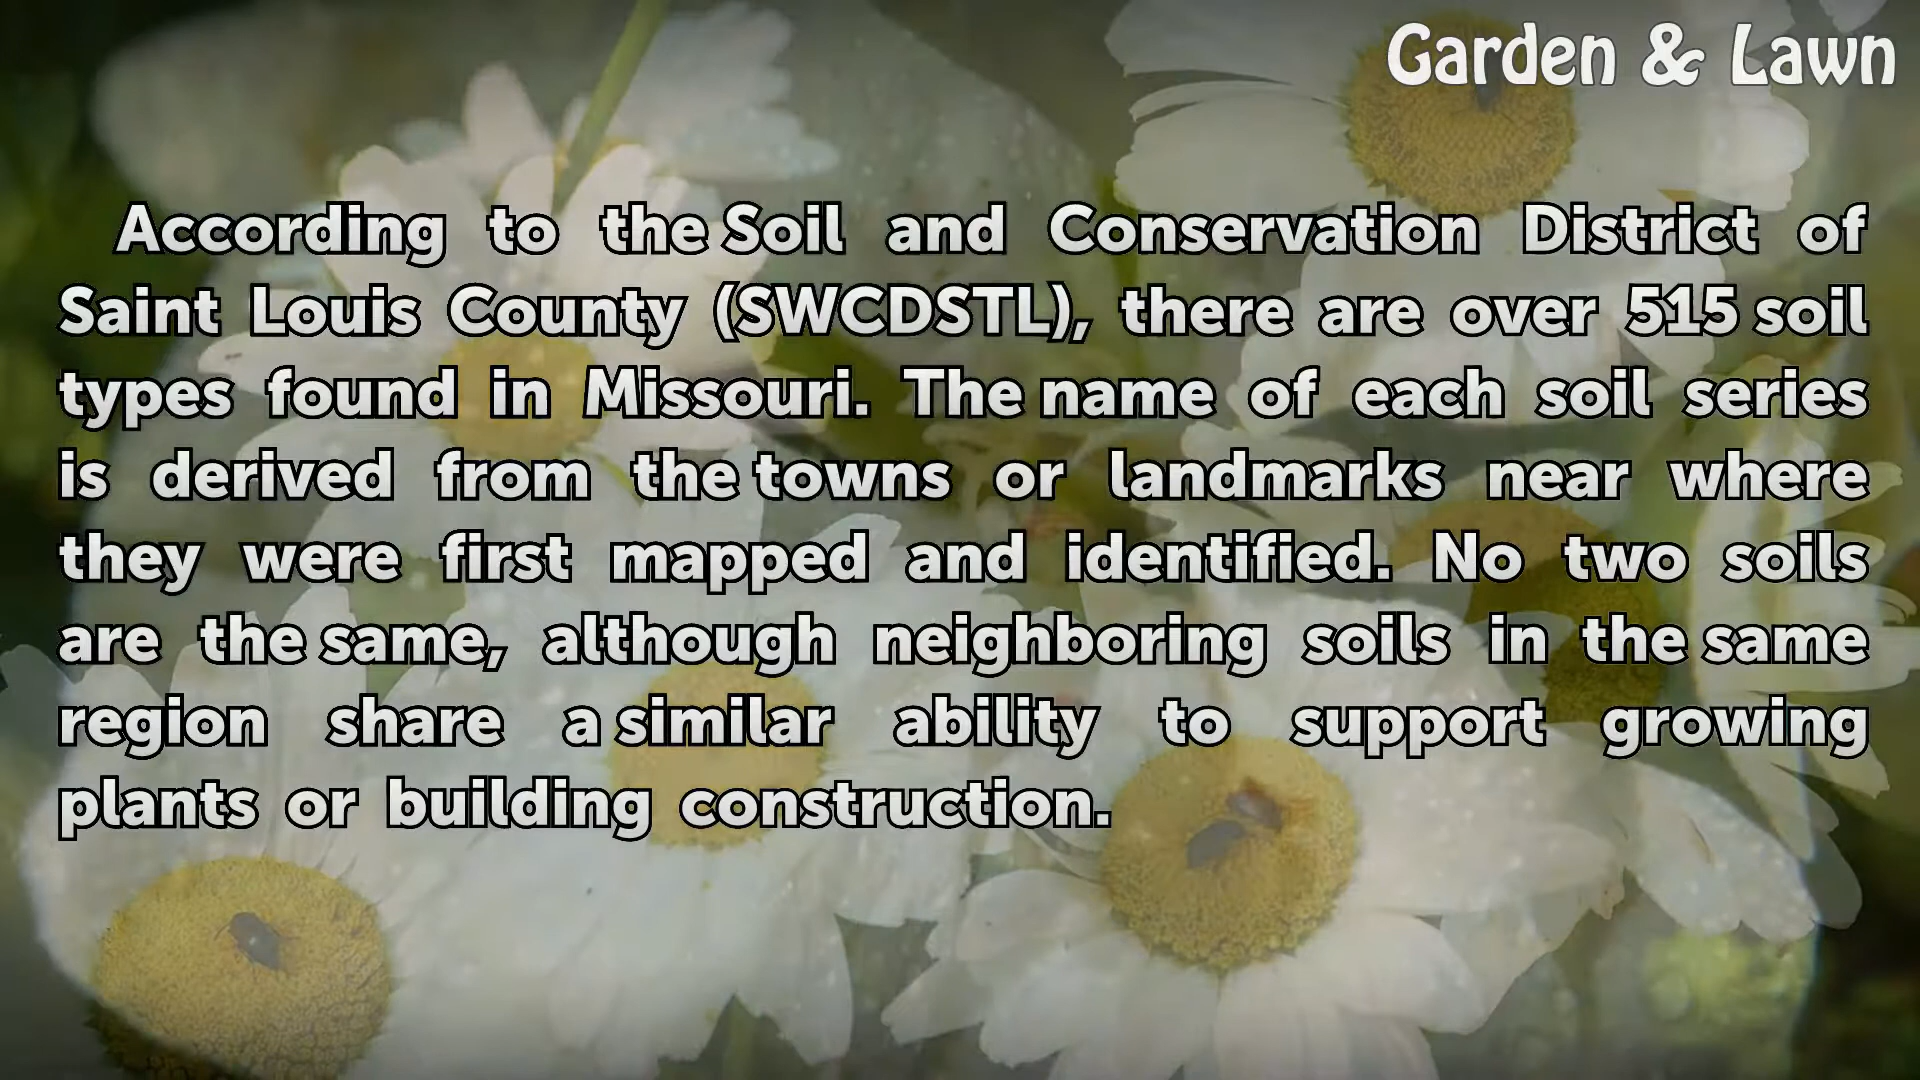 Garden & Lawn
According to the Soil and Conservation District of
Saint Louis County (SWCDSTL), there are over 515 soil
types found in Missouri. The name of each soil series
is derived from the towns or landmarks near where
they were first mapped and identified. No two soils
are the same, although neighboring soils in the same
region share a similar ability to support growing
plants or building construction.